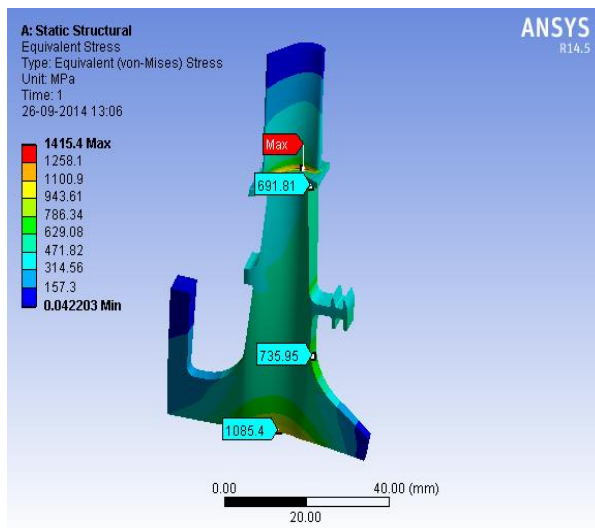 A: Static Structural
Equivalent Stress
Type: Equivalent (von-Mises) Stress
Unit: MPa
Time: 1
26-09-2014 13:06
ANSYS
R14.5
1415.4 Max
1258.1
1100.9
943.61
786.34
629.08
471.82
314.56
157.3
0.042203 Min
Max
691.81
735.95
1085.4
0.00 40.00 (mm)
20.00